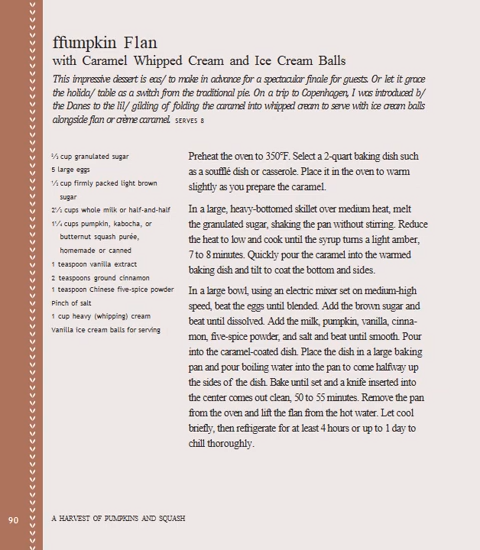 ffumpkin Flan
with Caramel Whipped Cream and Ice Cream Balls
This impressive dessert is eas/ to make in advance for a spectacular finale for guests. Or let it grace
the holida/ table as a switch from the traditional pie. On a trip to Copenhagen, I was introduced b/
the Danes to the lil/ gilding of folding the caramel into whipped cream to serve with ice cream balls
alongside flan or crème caramel. SERVES 8
½ cup granulated sugar
5 large eggs
½ cup firmly packed light brown
sugar
2½ cups whole milk or half-and-half
1¼ cups pumpkin, kabocha, or
butternut squash purée,
homemade or canned
1 teaspoon vanilla extract
2 teaspoons ground cinnamon
1 teaspoon Chinese five-spice powder
Pinch of salt
1 cup heavy (whipping) cream
Vanilla ice cream balls for serving
Preheat the oven to 350°F. Select a 2-quart baking dish such
as a soufflé dish or casserole. Place it in the oven to warm
slightly as you prepare the caramel.
In a large, heavy-bottomed skillet over medium heat, melt
the granulated sugar, shaking the pan without stirring. Reduce
the heat to low and cook until the syrup turns a light amber,
7 to 8 minutes. Quickly pour the caramel into the warmed
baking dish and tilt to coat the bottom and sides.
In a large bowl, using an electric mixer set on medium-high
speed, beat the eggs until blended. Add the brown sugar and
beat until dissolved. Add the milk, pumpkin, vanilla, cinna-
mon, five-spice powder, and salt and beat until smooth. Pour
into the caramel-coated dish. Place the dish in a large baking
pan and pour boiling water into the pan to come halfway up
the sides of the dish. Bake until set and a knife inserted into
the center comes out clean, 50 to 55 minutes. Remove the pan
from the oven and lift the flan from the hot water. Let cool
briefly, then refrigerate for at least 4 hours or up to 1 day to
chill thoroughly.
90 A HARVEST OF PUMPKINS AND SQUASH